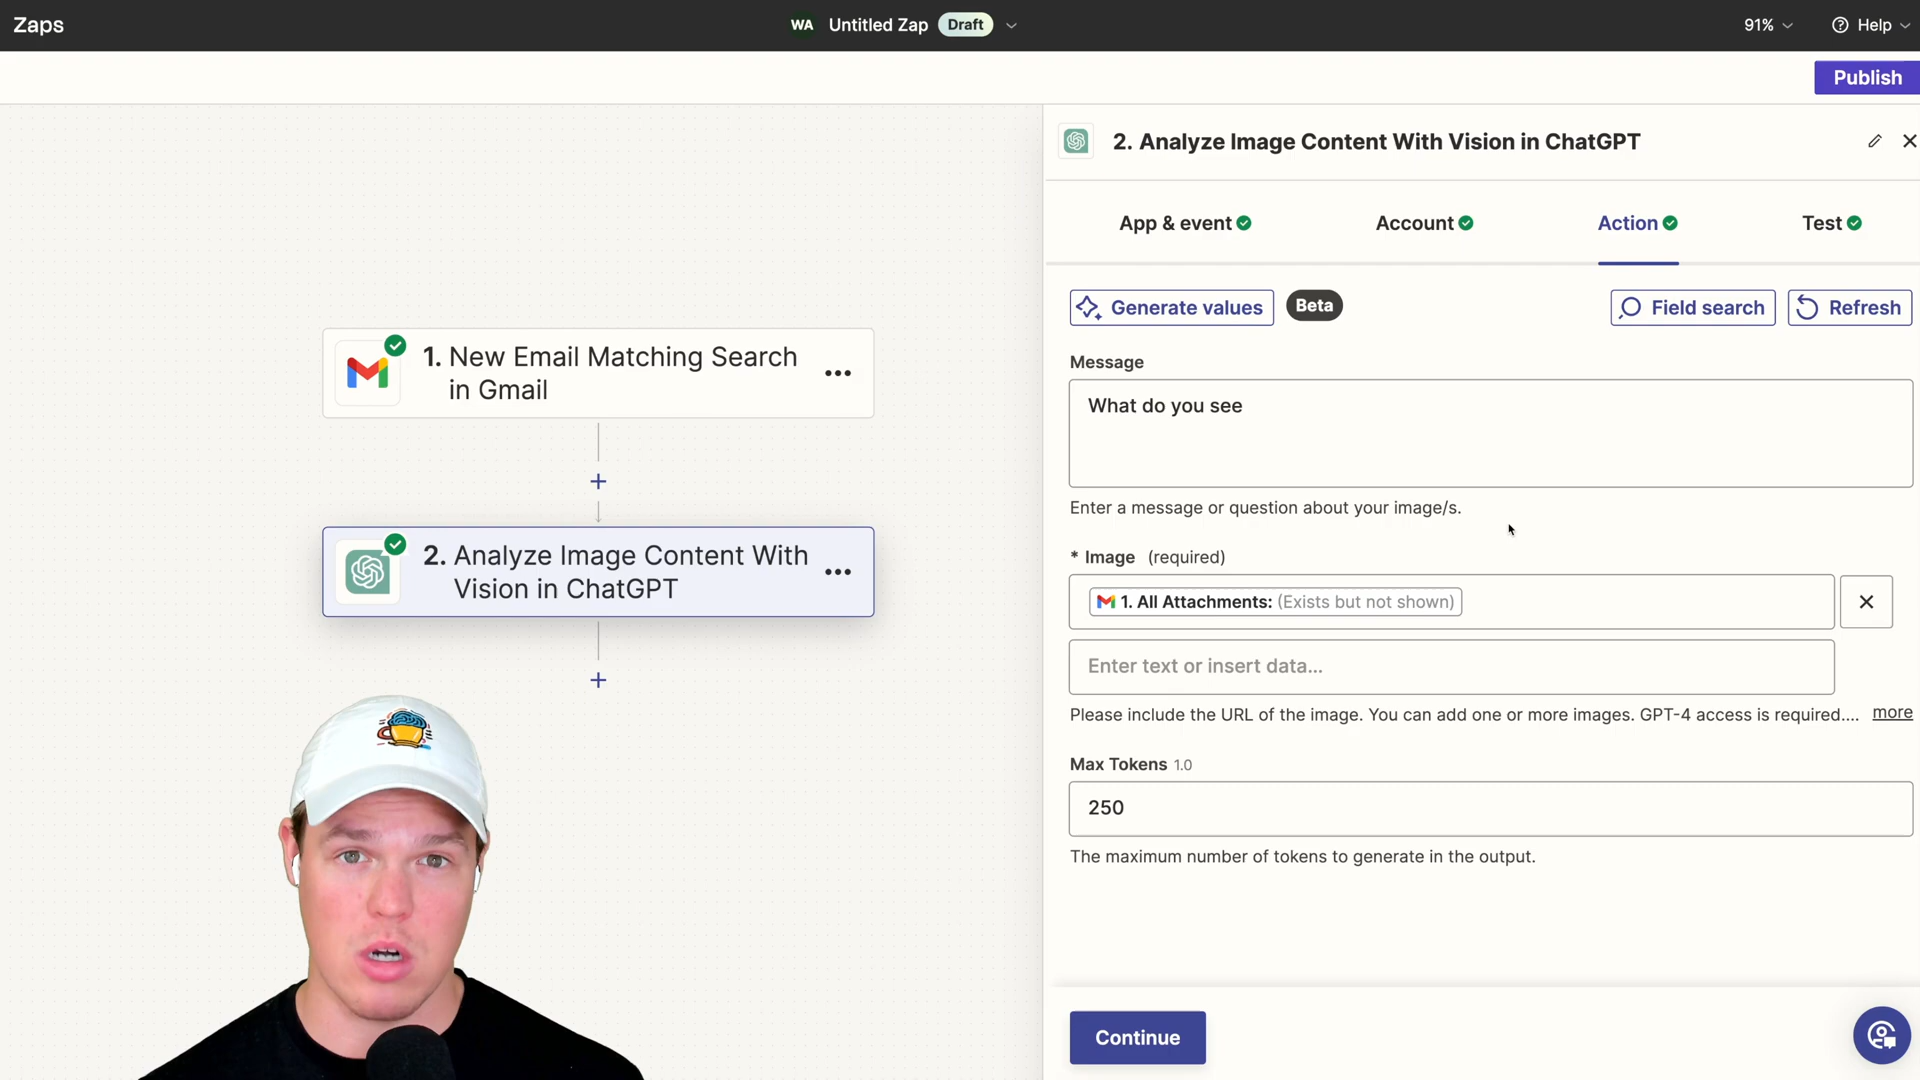 Zaps
WA Untitled Zap Draft
91%
Help
Publish
2. Analyze Image Content With Vision in ChatGPT
App & event
Account
Action
Test
Generate values
Beta
Field search
Refresh
Message
What do you see
Enter a message or question about your image/s.
* Image (required)
1. All Attachments: (Exists but not shown)
Enter text or insert data...
Please include the URL of the image. You can add one or more images. GPT-4 access is required.... more
Max Tokens 1.0
250
The maximum number of tokens to generate in the output.
Continue
1. New Email Matching Search
in Gmail
2. Analyze Image Content With
Vision in ChatGPT